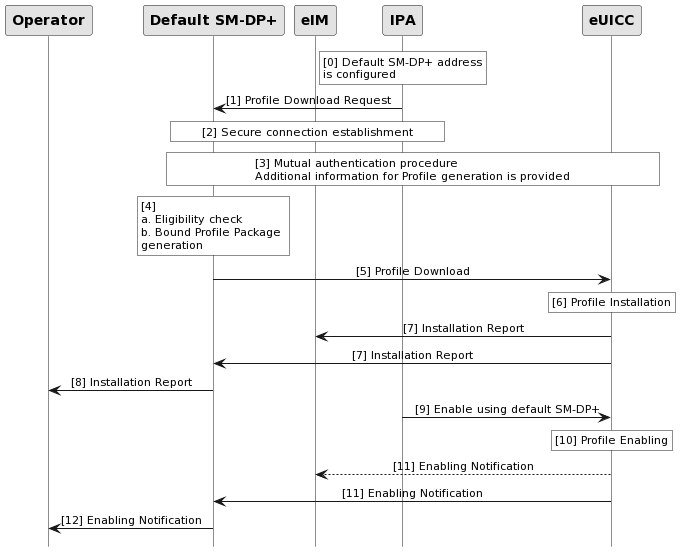 Operator
Default SM-DP+
eIM
IPA
eUICC
[0] Default SM-DP+ address
is configured
[1] Profile Download Request
[2] Secure connection establishment
[3] Mutual authentication procedure
Additional information for Profile generation is provided
[4]
a. Eligibility check
b. Bound Profile Package
generation
[5] Profile Download
[6] Profile Installation
[7] Installation Report
[7] Installation Report
[8] Installation Report
[9] Enable using default SM-DP+
[10] Profile Enabling
[11] Enabling Notification
[11] Enabling Notification
[12] Enabling Notification